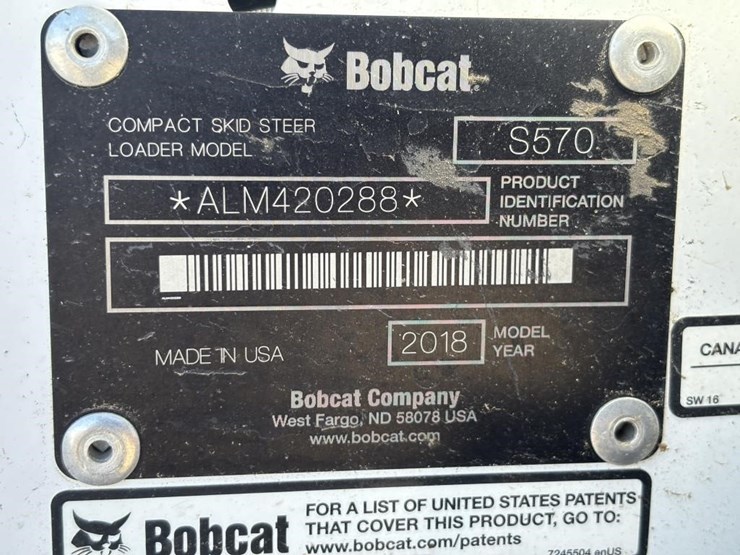 Bobcat
COMPACT SKID STEER
LOADER MODEL
S570
*ALM420288*
PRODUCT
IDENTIFICATION
NUMBER
MADE IN USA
2018
MODEL
YEAR
Bobcat Company
West Fargo, ND 58078 USA
www.bobcat.com
CANA
SW 16
Bobcat
FOR A LIST OF UNITED STATES PATENTS
THAT COVER THIS PRODUCT, GO TO:
www.bobcat.com/patents
7245504 enUS